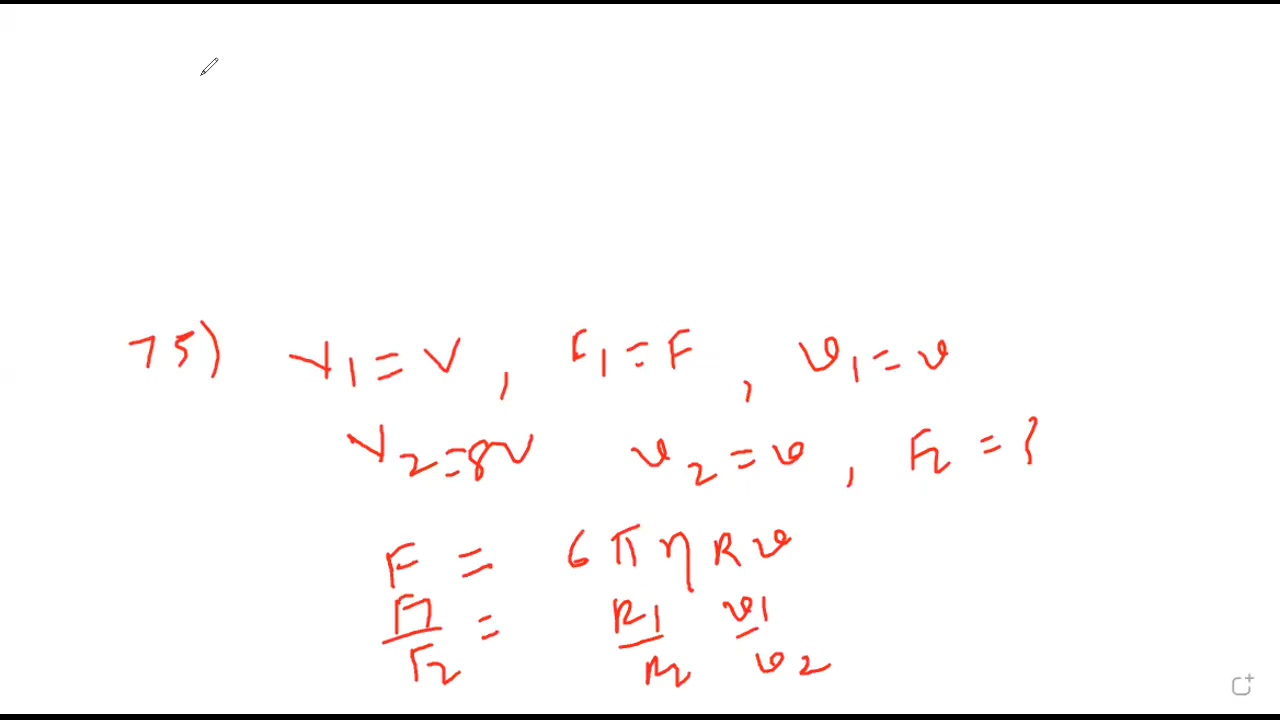 75) V1 = V, F1 = F, v1 = v
V2 = 8V v2 = v, F2 = ?
F = 6πηRv
F1/F2 = R1/R2 v1/v2